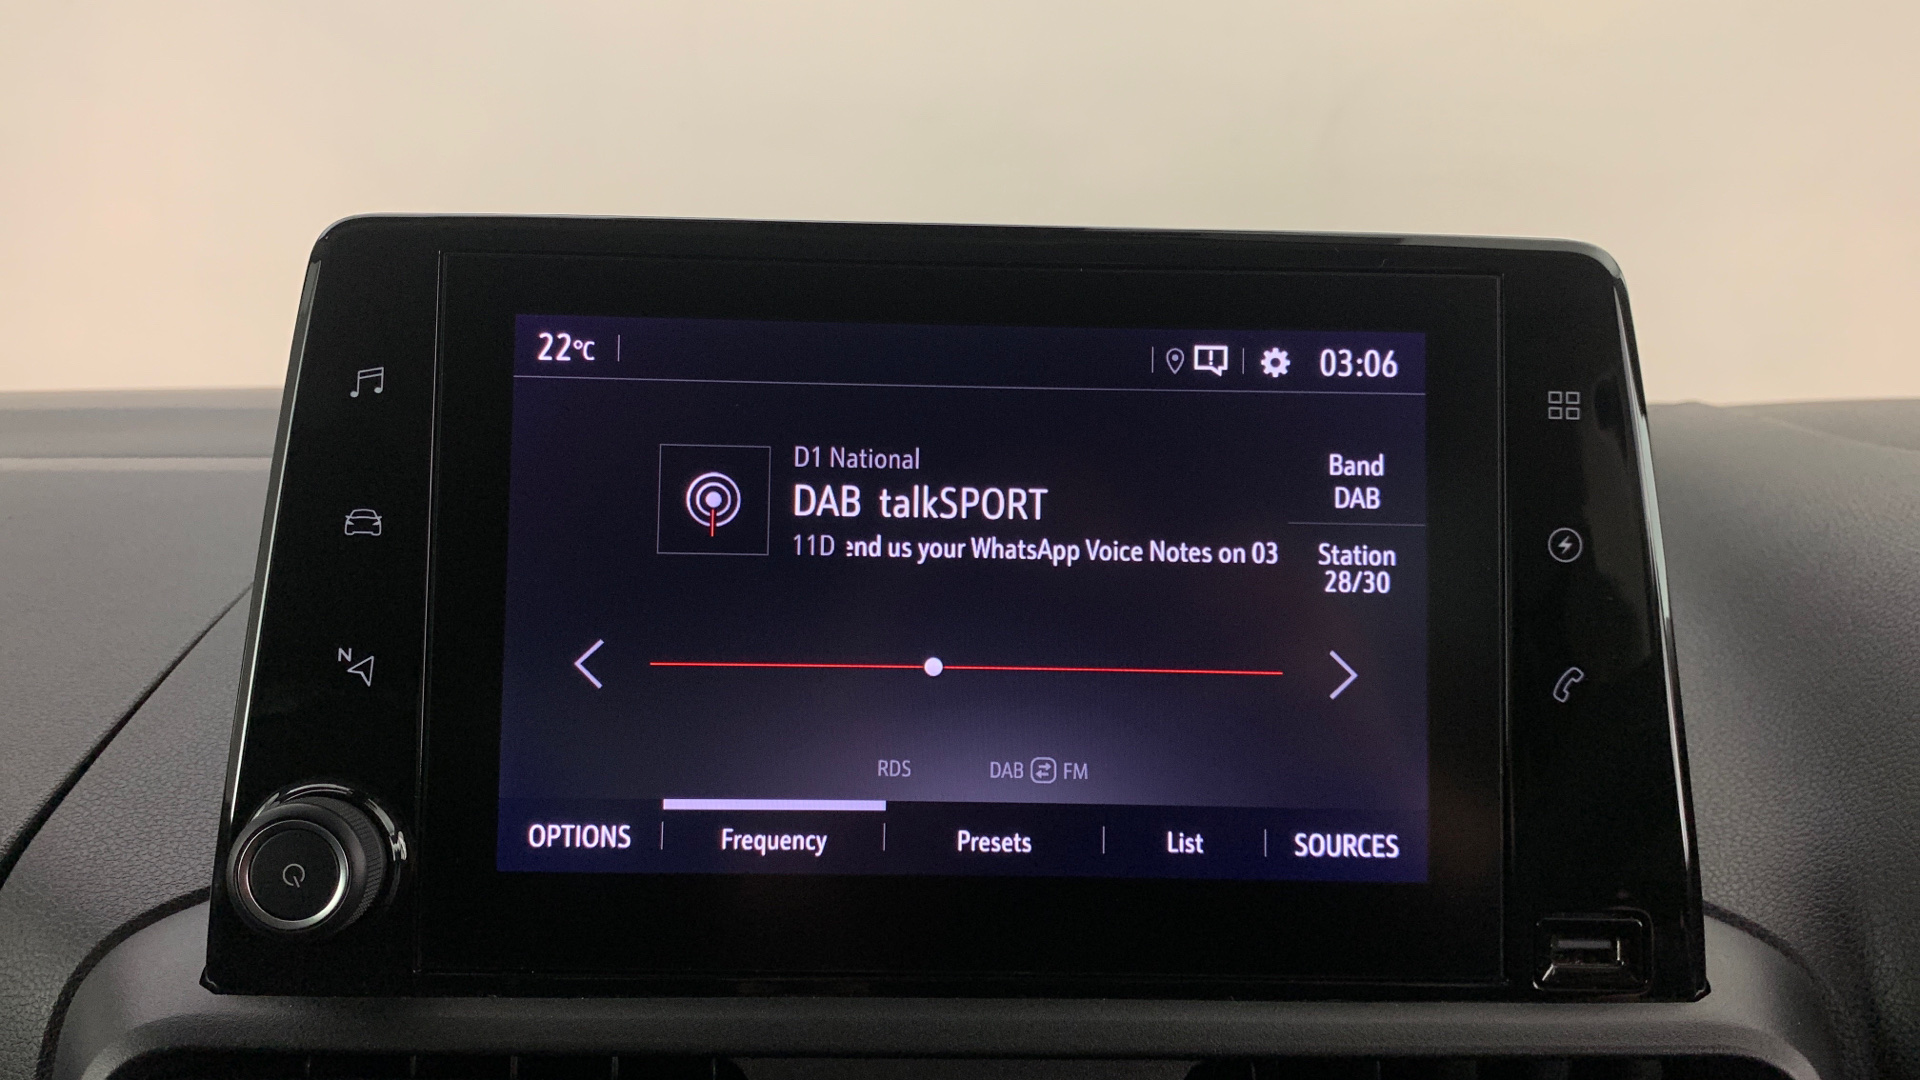 22°C
03:06
D1 National
DAB talkSPORT
11D end us your WhatsApp Voice Notes on 03
Band
DAB
Station
28/30
N
RDS
DAB FM
OPTIONS
Frequency
Presets
List
SOURCES